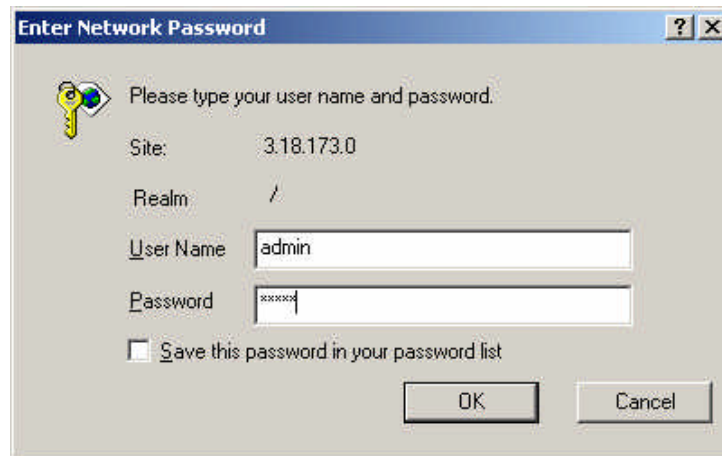 Enter Network Password
Please type your user name and password.
Site: 3.18.173.0
Realm /
User Name admin
Password *****
Save this password in your password list
OK Cancel